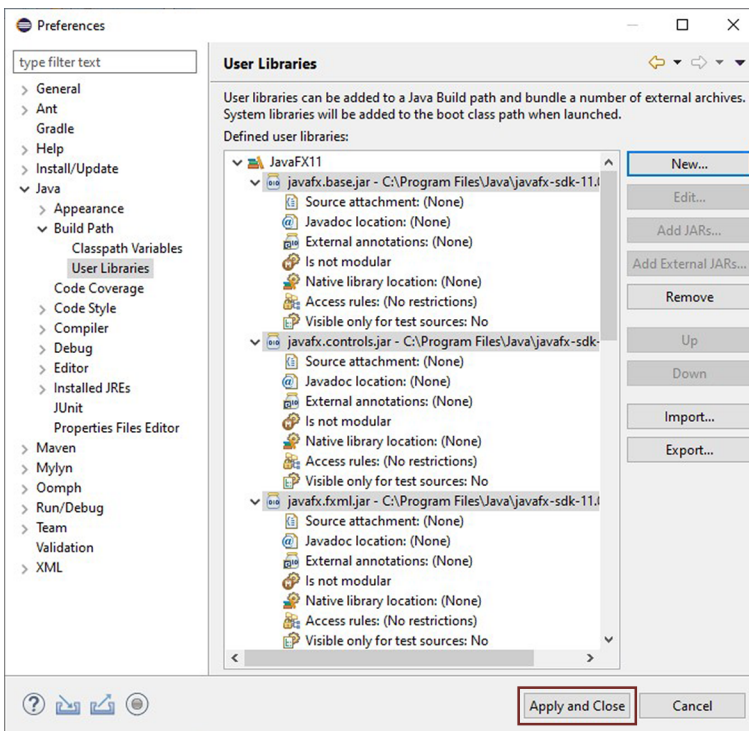 Preferences
type filter text
General
Ant
Gradle
Help
Install/Update
Java
Appearance
Build Path
Classpath Variables
User Libraries
Code Coverage
Code Style
Compiler
Debug
Editor
Installed JREs
JUnit
Properties Files Editor
Maven
Mylyn
Oomph
Run/Debug
Team
Validation
XML
User Libraries
User libraries can be added to a Java Build path and bundle a number of external archives.
System libraries will be added to the boot class path when launched.
Defined user libraries:
JavaFX11
javafx.base.jar - C:\Program Files\Java\javafx-sdk-11.0
Source attachment: (None)
Javadoc location: (None)
External annotations: (None)
Is not modular
Native library location: (None)
Access rules: (No restrictions)
Visible only for test sources: No
javafx.controls.jar - C:\Program Files\Java\javafx-sdk-
Source attachment: (None)
Javadoc location: (None)
External annotations: (None)
Is not modular
Native library location: (None)
Access rules: (No restrictions)
Visible only for test sources: No
javafx.fxml.jar - C:\Program Files\Java\javafx-sdk-11.0
Source attachment: (None)
Javadoc location: (None)
External annotations: (None)
Is not modular
Native library location: (None)
Access rules: (No restrictions)
Visible only for test sources: No
New...
Edit...
Add JARs...
Add External JARs...
Remove
Up
Down
Import...
Export...
Apply and Close
Cancel